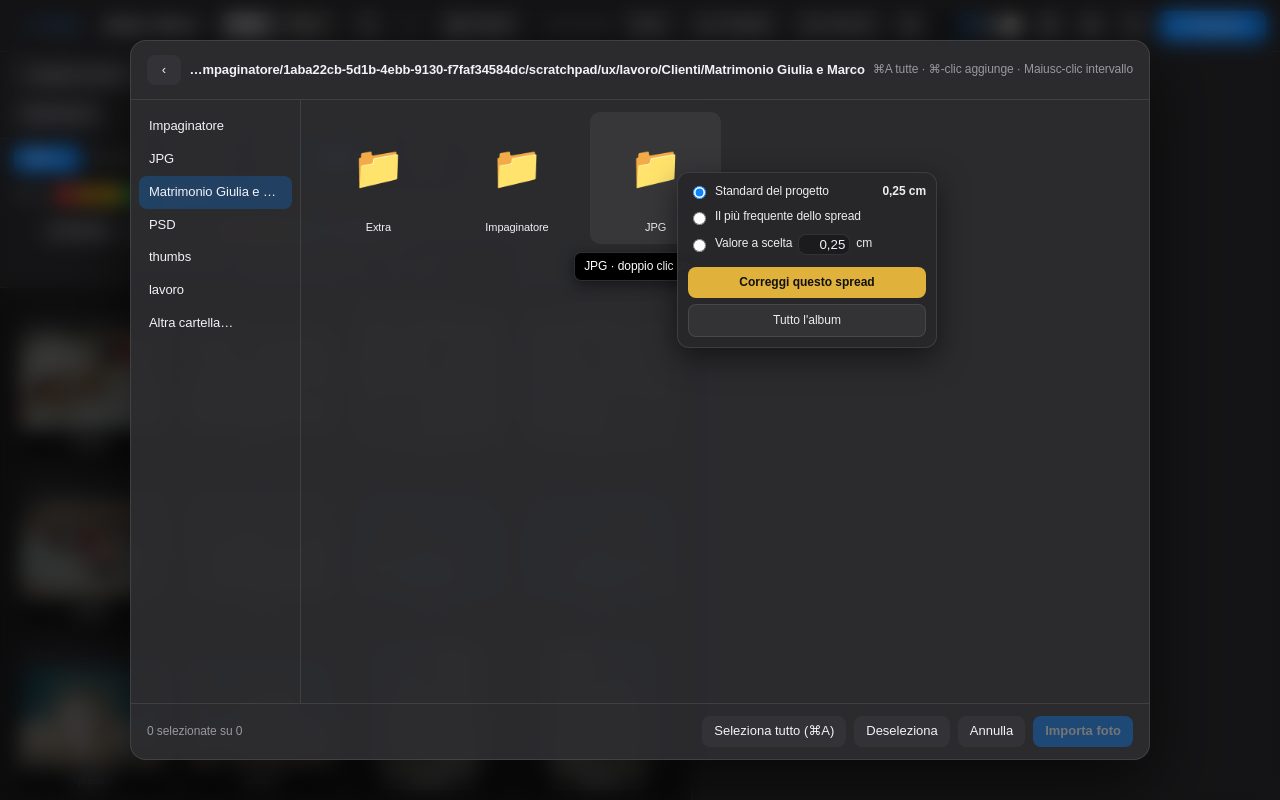 ‹
…mpaginatore/1aba22cb-5d1b-4ebb-9130-f7faf34584dc/scratchpad/ux/lavoro/Clienti/Matrimonio Giulia e Marco
⌘A tutte · ⌘-clic aggiunge · Maiusc-clic intervallo
Impaginatore
JPG
Matrimonio Giulia e …
PSD
thumbs
lavoro
Altra cartella…
Extra
Impaginatore
JPG
JPG · doppio clic
Standard del progetto 0,25 cm
Il più frequente dello spread
Valore a scelta 0,25 cm
Correggi questo spread
Tutto l'album
0 selezionate su 0
Seleziona tutto (⌘A)
Deseleziona
Annulla
Importa foto